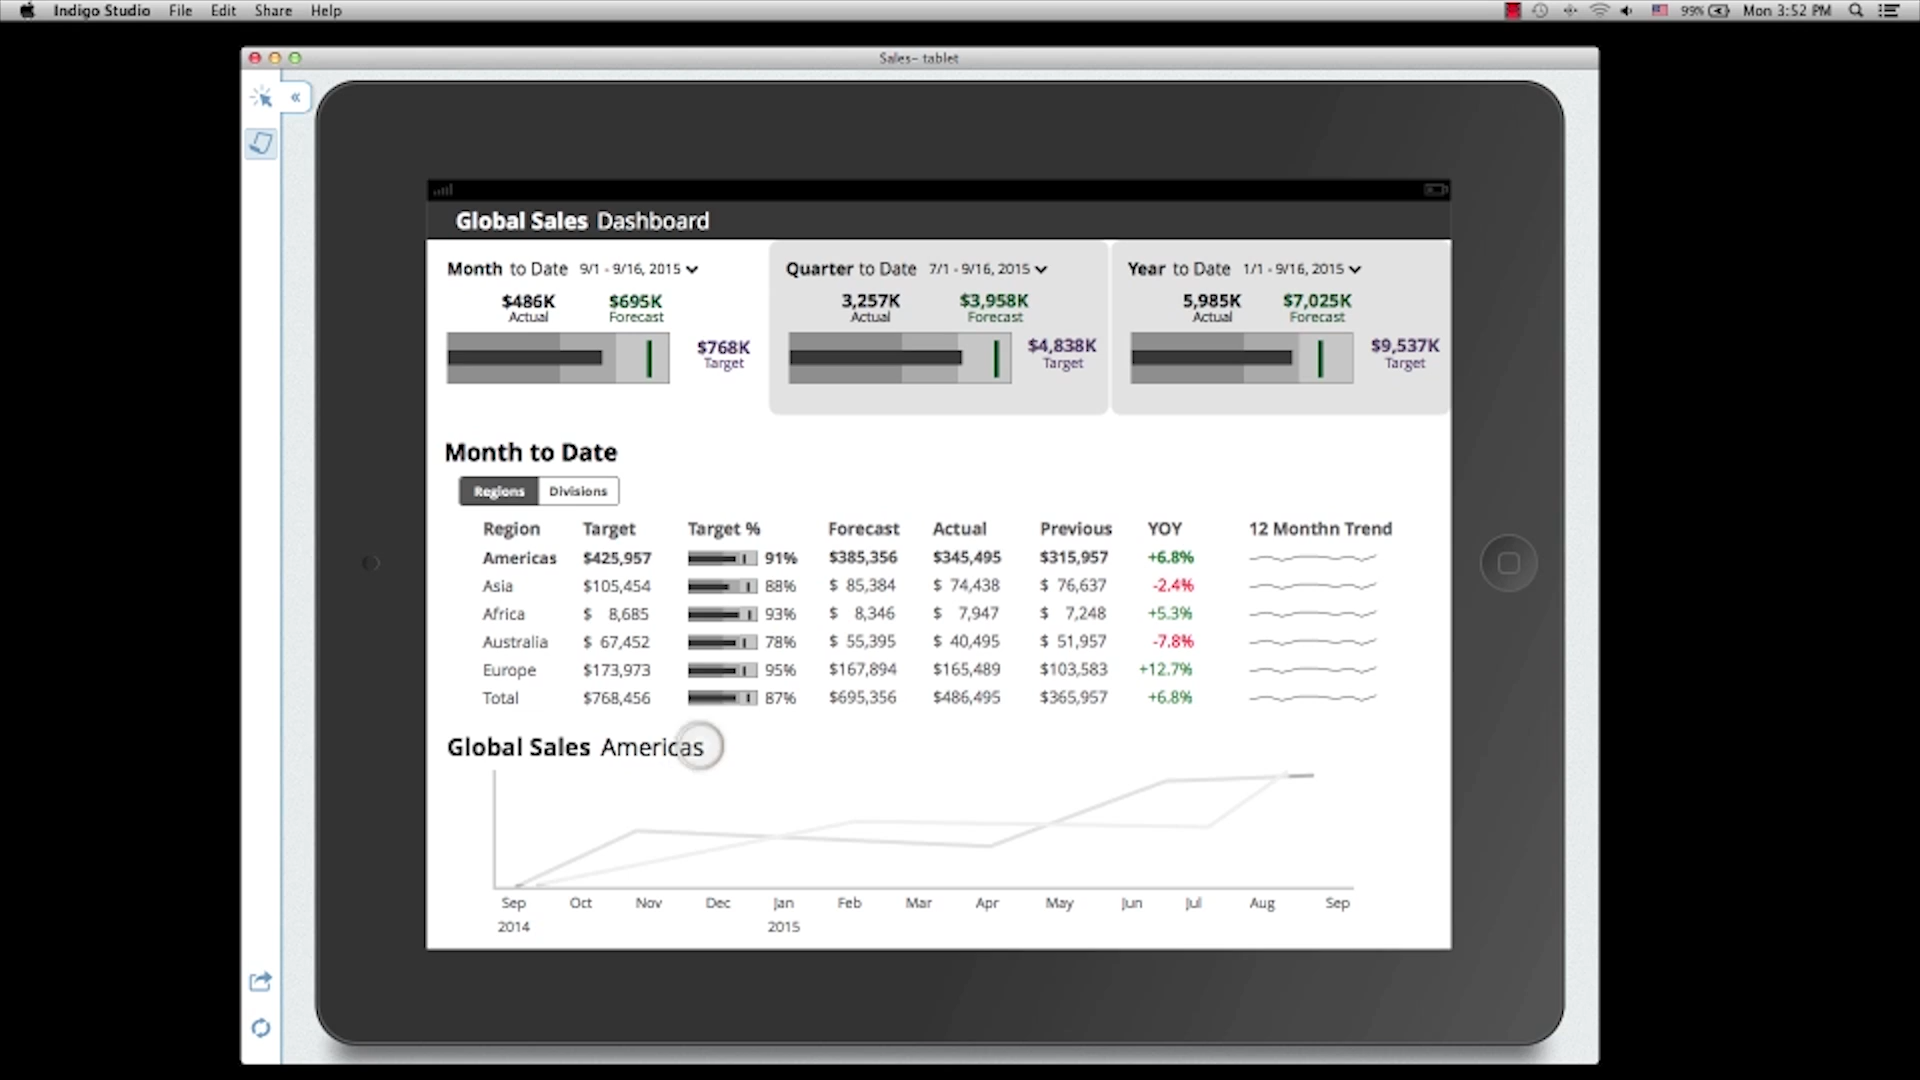 Indigo Studio File Edit Share Help 99% Mon 3:52 PM
Sales- tablet
«
Global Sales Dashboard
Month to Date 9/1 - 9/16, 2015
$486K $695K
Actual Forecast
$768K
Target
Quarter to Date 7/1 - 9/16, 2015
3,257K $3,958K
Actual Forecast
$4,838K
Target
Year to Date 1/1 - 9/16, 2015
5,985K $7,025K
Actual Forecast
$9,537K
Target
Month to Date
Regions Divisions
Region Target Target % Forecast Actual Previous YOY 12 Monthn Trend
Americas $425,957 91% $385,356 $345,495 $315,957 +6.8%
Asia $105,454 88% $ 85,384 $ 74,438 $ 76,637 -2.4%
Africa $ 8,685 93% $ 8,346 $ 7,947 $ 7,248 +5.3%
Australia $ 67,452 78% $ 55,395 $ 40,495 $ 51,957 -7.8%
Europe $173,973 95% $167,894 $165,489 $103,583 +12.7%
Total $768,456 87% $695,356 $486,495 $365,957 +6.8%
Global Sales Americas
Sep Oct Nov Dec Jan Feb Mar Apr May Jun Jul Aug Sep
2014 2015